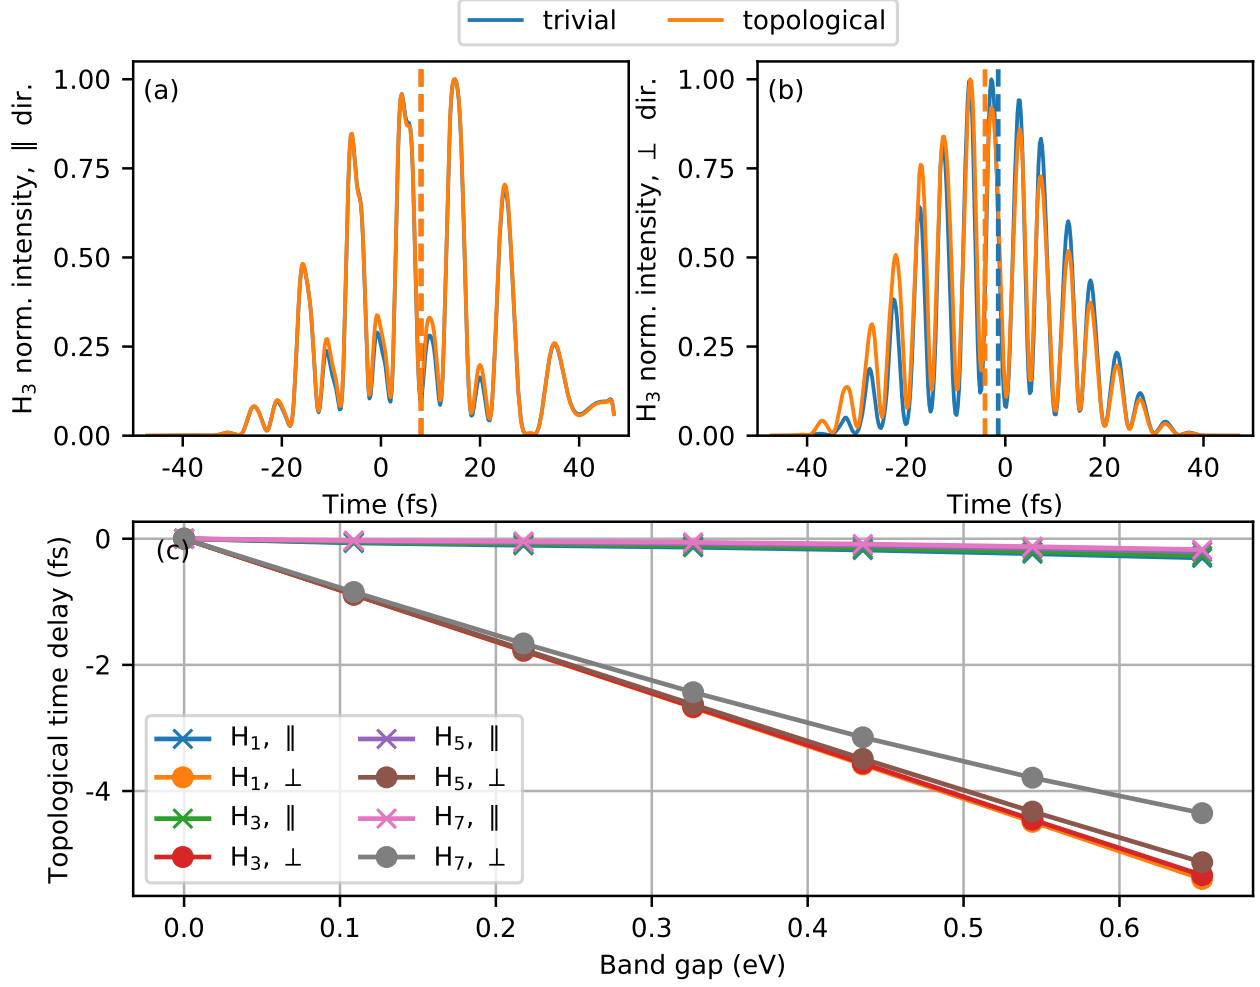 trivial topological
(a)
H₃ norm. intensity, ∥ dir.
1.00
0.75
0.50
0.25
0.00
-40 -20 0 20 40
Time (fs)
(b)
H₃ norm. intensity, ⊥ dir.
1.00
0.75
0.50
0.25
0.00
-40 -20 0 20 40
Time (fs)
(c)
Topological time delay (fs)
0
-2
-4
H₁, ∥ H₅, ∥
H₁, ⊥ H₅, ⊥
H₃, ∥ H₇, ∥
H₃, ⊥ H₇, ⊥
0.0 0.1 0.2 0.3 0.4 0.5 0.6
Band gap (eV)